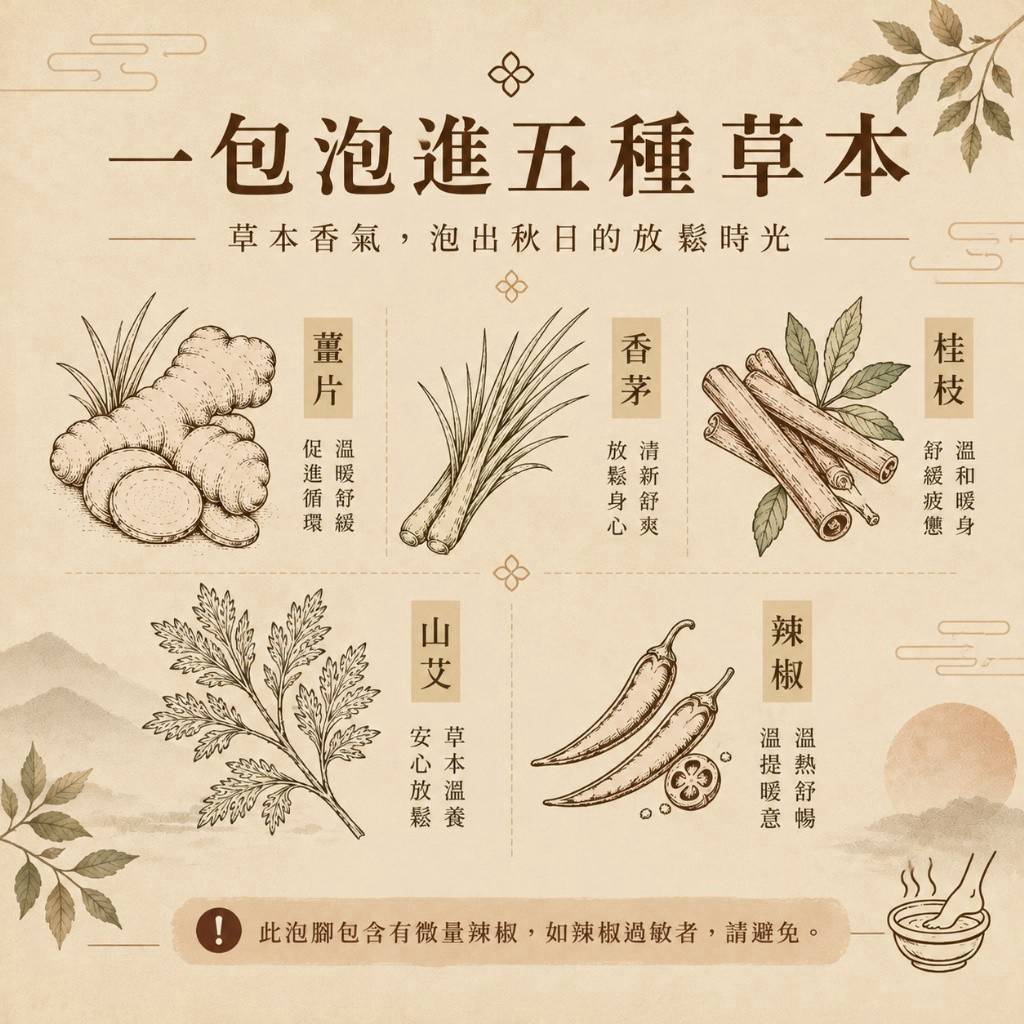 一包泡進五種草本
草本香氣，泡出秋日的放鬆時光
薑片
溫暖舒緩
促進循環
香茅
清新舒爽
放鬆身心
桂枝
溫和暖身
舒緩疲憊
山艾
草本溫養
安心放鬆
辣椒
溫熱舒暢
溫提暖意
!
此泡腳包含有微量辣椒，如辣椒過敏者，請避免。